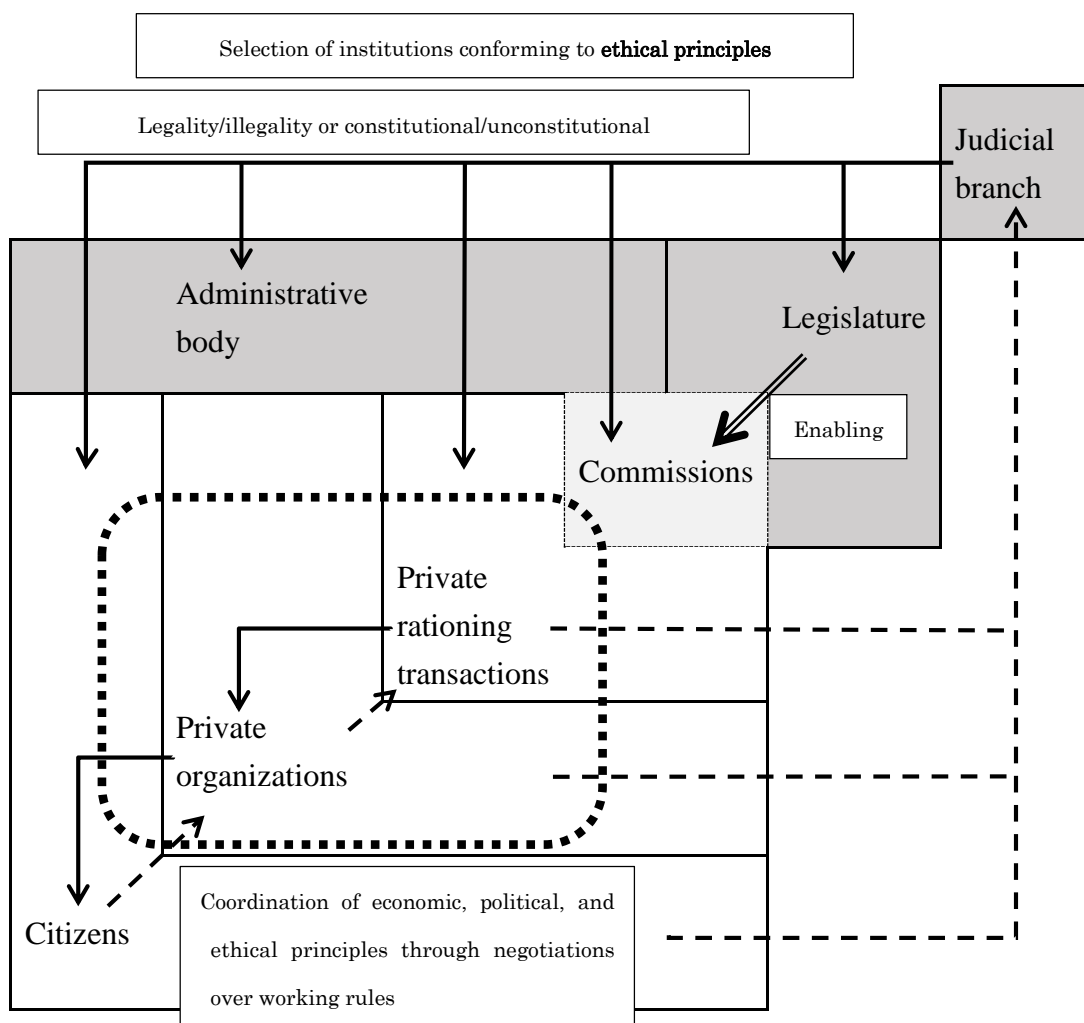 Selection of institutions conforming to ethical principles
Legality/illegality or constitutional/unconstitutional
Judicial
branch
Administrative
body
Legislature
Enabling
Commissions
Private
rationing
transactions
Private
organizations
Citizens
Coordination of economic, political, and
ethical principles through negotiations
over working rules